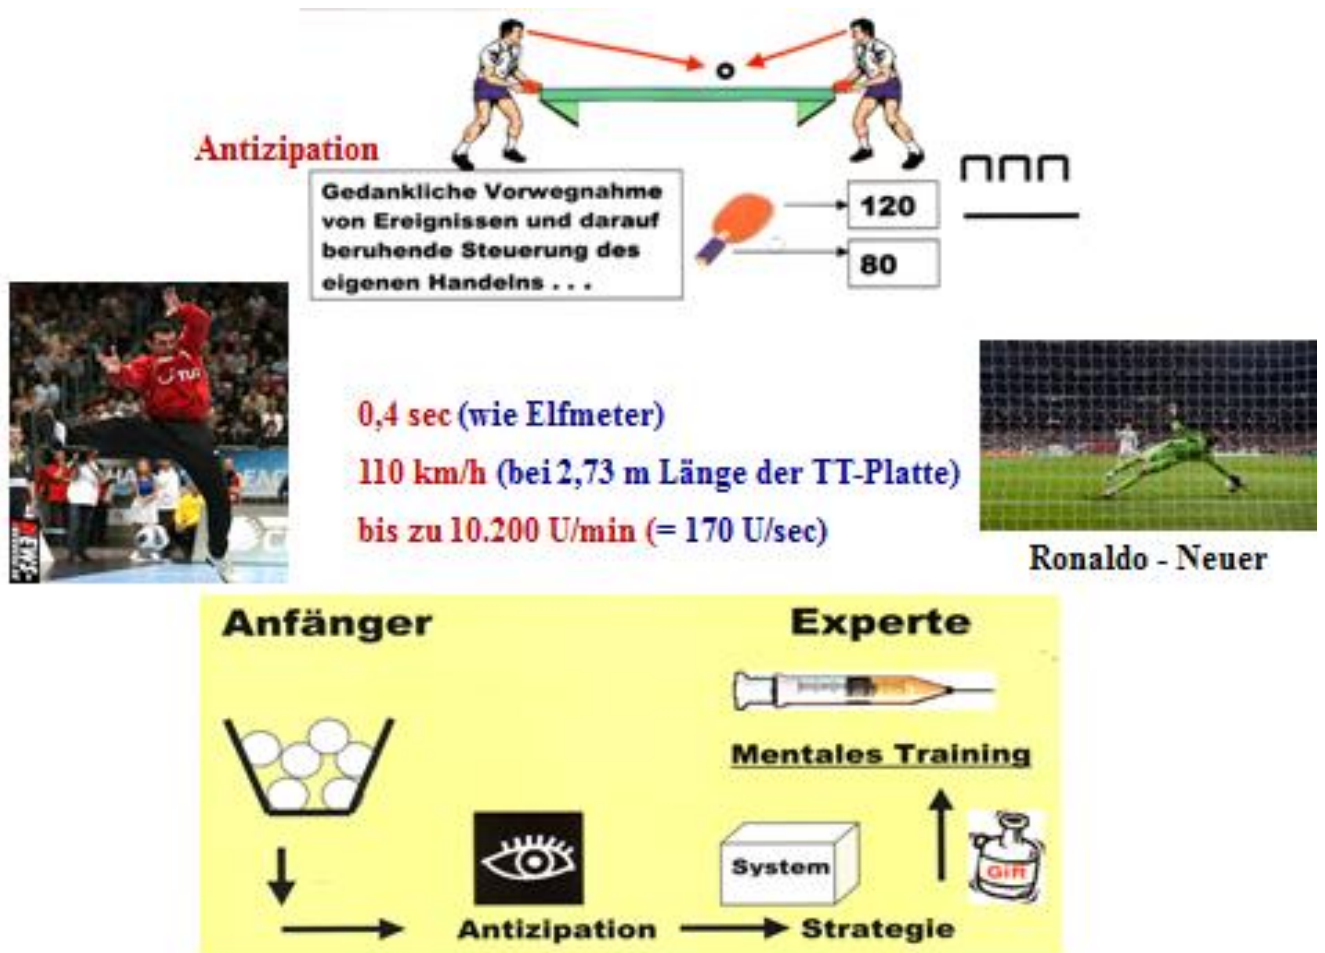 Antizipation
Gedankliche Vorwegnahme
von Ereignissen und darauf
beruhende Steuerung des
eigenen Handelns . . .
120
80
TUI
0,4 sec (wie Elfmeter)
110 km/h (bei 2,73 m Länge der TT-Platte)
bis zu 10.200 U/min (= 170 U/sec)
Ronaldo - Neuer
Anfänger
Experte
Mentales Training
System
Gift
Antizipation
Strategie